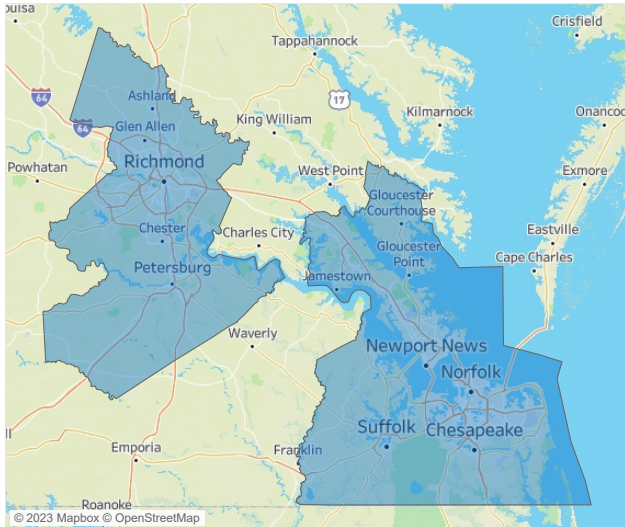 ouisa
Crisfield
Tappahannock
64
Ashland
17
Kilmarnock
Onancoc
64
Glen Allen
King William
Richmond
Powhatan
West Point
Exmore
Gloucester
Courthouse
Chester
Charles City
Eastville
Gloucester
Point
Cape Charles
Petersburg
Jamestown
Waverly
Newport News
Norfolk
Suffolk
Chesapeake
ll
Emporia
Franklin
Roanoke
© 2023 Mapbox © OpenStreetMap